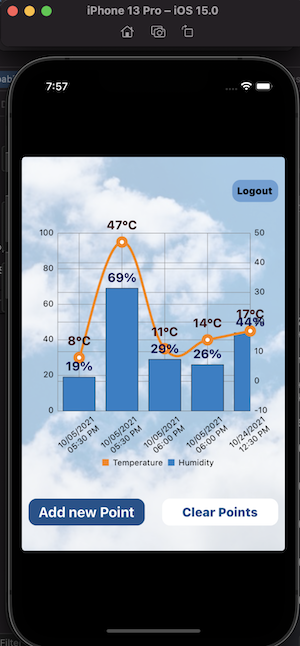 iPhone 13 Pro – iOS 15.0
7:57
Logout
47°C
100
50
80
40
69%
60
30
17°C
14°C
44%
11°C
8°C
40
29%
26%
10
19%
20
0
0
-10
10/05/2021 05:30 PM
10/05/2021 05:30 PM
10/05/2021 06:00 PM
10/05/2021 06:00 PM
10/24/2021 12:30 PM
Temperature
Humidity
Add new Point
Clear Points
Filter